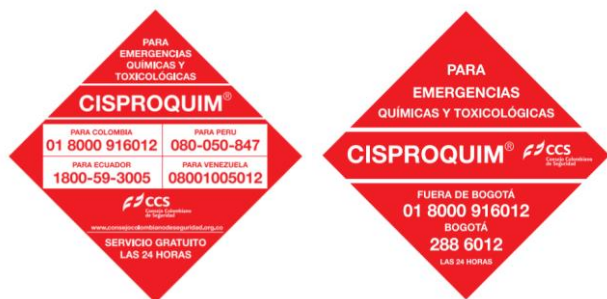 PARA
EMERGENCIAS
QUÍMICAS Y
TOXICOLÓGICAS
CISPROQUIM®
PARA COLOMBIA
01 8000 916012
PARA PERU
080-050-847
PARA ECUADOR
1800-59-3005
PARA VENEZUELA
08001005012
CCS
Consejo Colombiano
de Seguridad
www.consejocolombianodeseguridad.org.co
SERVICIO GRATUITO
LAS 24 HORAS
PARA
EMERGENCIAS
QUÍMICAS Y TOXICOLÓGICAS
CISPROQUIM®
CCS
Consejo Colombiano
de Seguridad
FUERA DE BOGOTÁ
01 8000 916012
BOGOTÁ
288 6012
LAS 24 HORAS